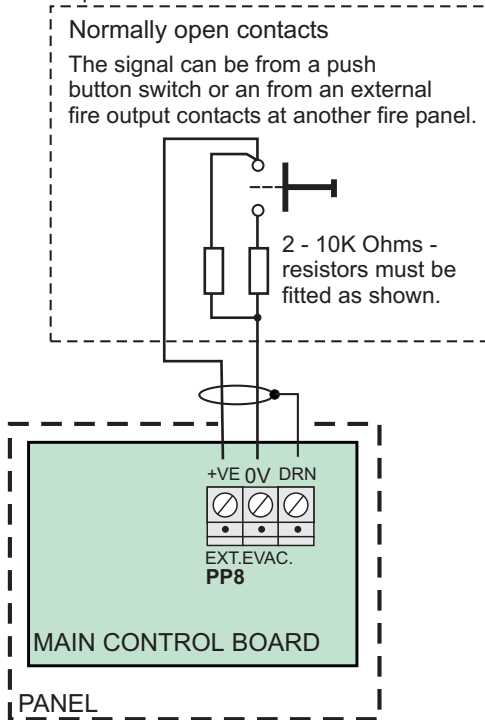 Normally open contacts
The signal can be from a push
button switch or an from an external
fire output contacts at another fire panel.
2 - 10K Ohms -
resistors must be
fitted as shown.
+VE 0V DRN
EXT.EVAC.
PP8
MAIN CONTROL BOARD
PANEL